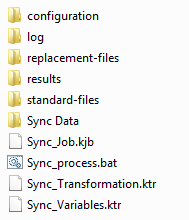 configuration
log
replacement-files
results
standard-files
Sync Data
Sync_Job.kjb
Sync_process.bat
Sync_Transformation.ktr
Sync_Variables.ktr